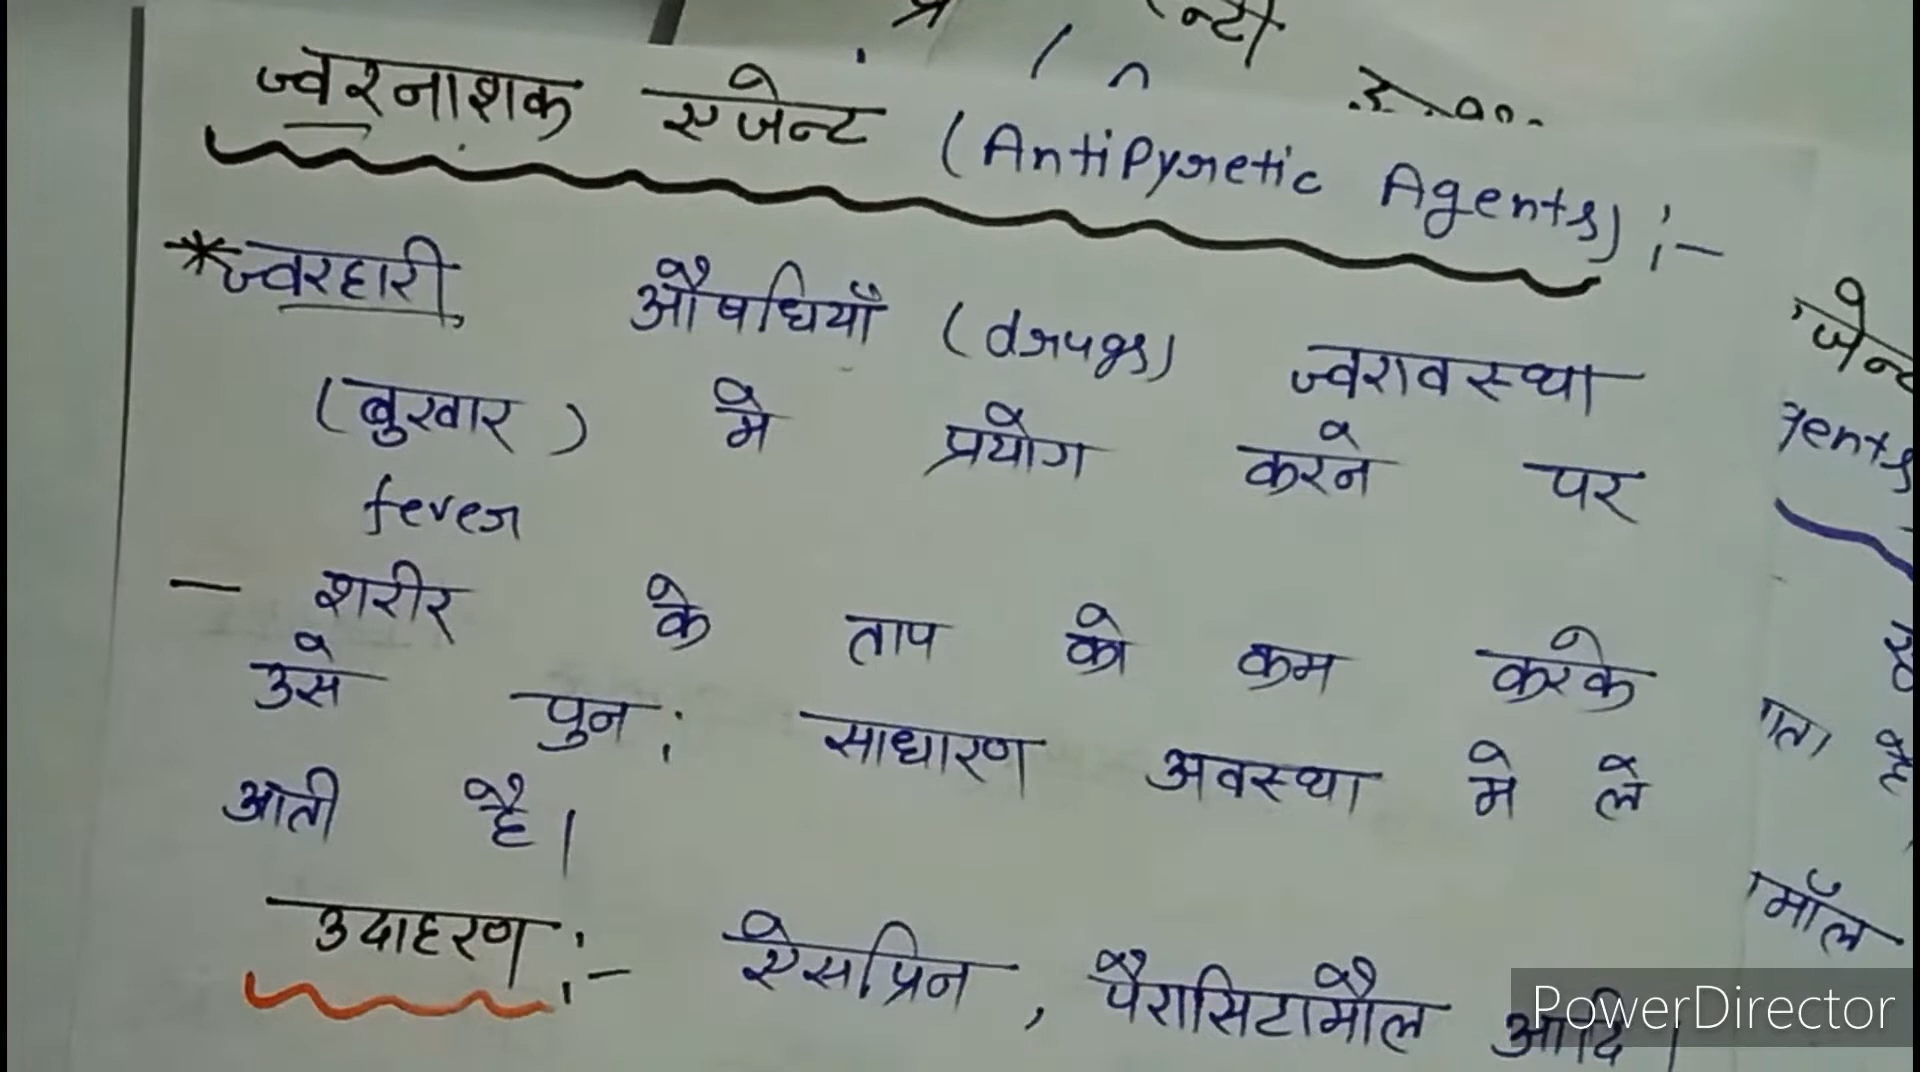 ज्वरनाशक एजेन्ट (Antipyretic Agents) :-
*ज्वरहारी औषधियाँ (drugs) ज्वरावस्था
(बुखार) मे प्रयोग करने पर
fever
- शरीर के ताप को कम करके
उसे पुन: साधारण अवस्था मे ले
आती है।
उदाहरण :- ऐसप्रिन, पैरासिटामौल आदि।
PowerDirector